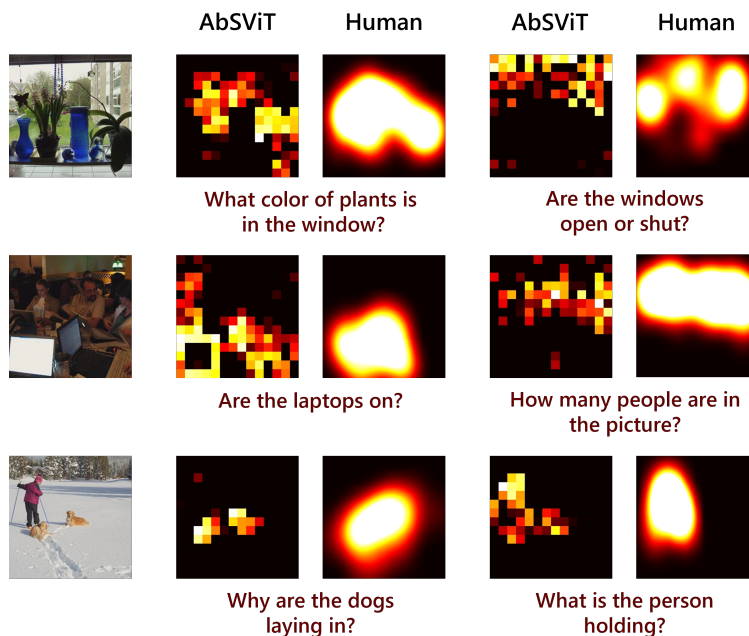 AbSViT Human AbSViT Human
What color of plants is
in the window?
Are the windows
open or shut?
Are the laptops on?
How many people are in
the picture?
Why are the dogs
laying in?
What is the person
holding?